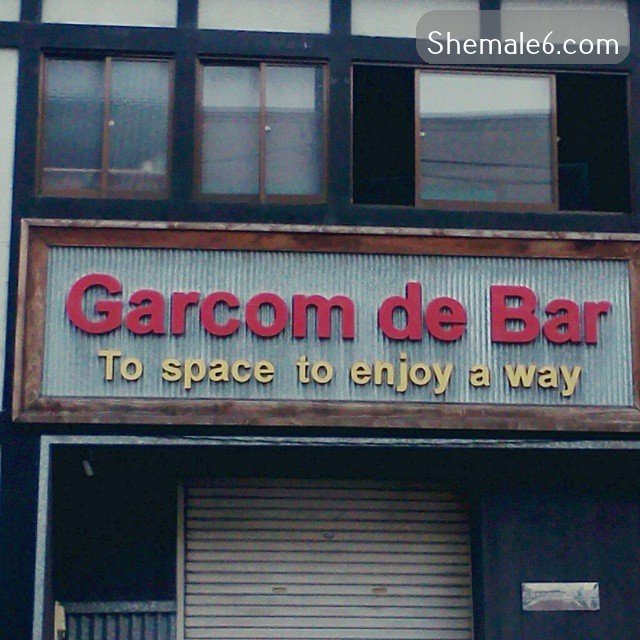 Shemale6.com
Garcom de Bar
To space to enjoy a way